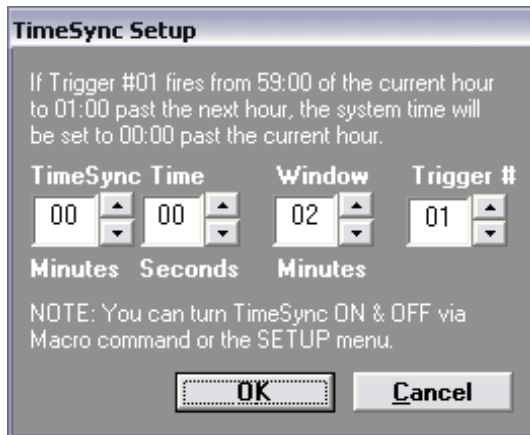 TimeSync Setup
If Trigger #01 fires from 59:00 of the current hour
to 01:00 past the next hour, the system time will
be set to 00:00 past the current hour.
TimeSync Time Window Trigger #
00 00 02 01
Minutes Seconds Minutes
NOTE: You can turn TimeSync ON & OFF via
Macro command or the SETUP menu.
OK Cancel